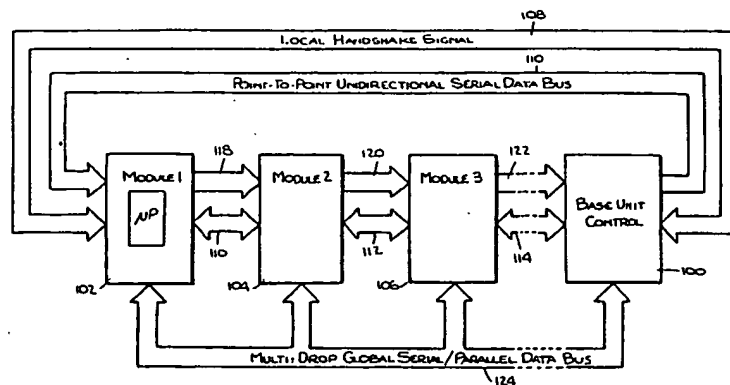 108
LOCAL HANDSHAKE SIGNAL
110
POINT-TO-POINT UNIDIRECTIONAL SERIAL DATA BUS
118
120
122
MODULE 1
MODULE 2
MODULE 3
BASE UNIT
CONTROL
μP
110
112
114
102
104
106
100
MULTI-DROP GLOBAL SERIAL/PARALLEL DATA BUS
124